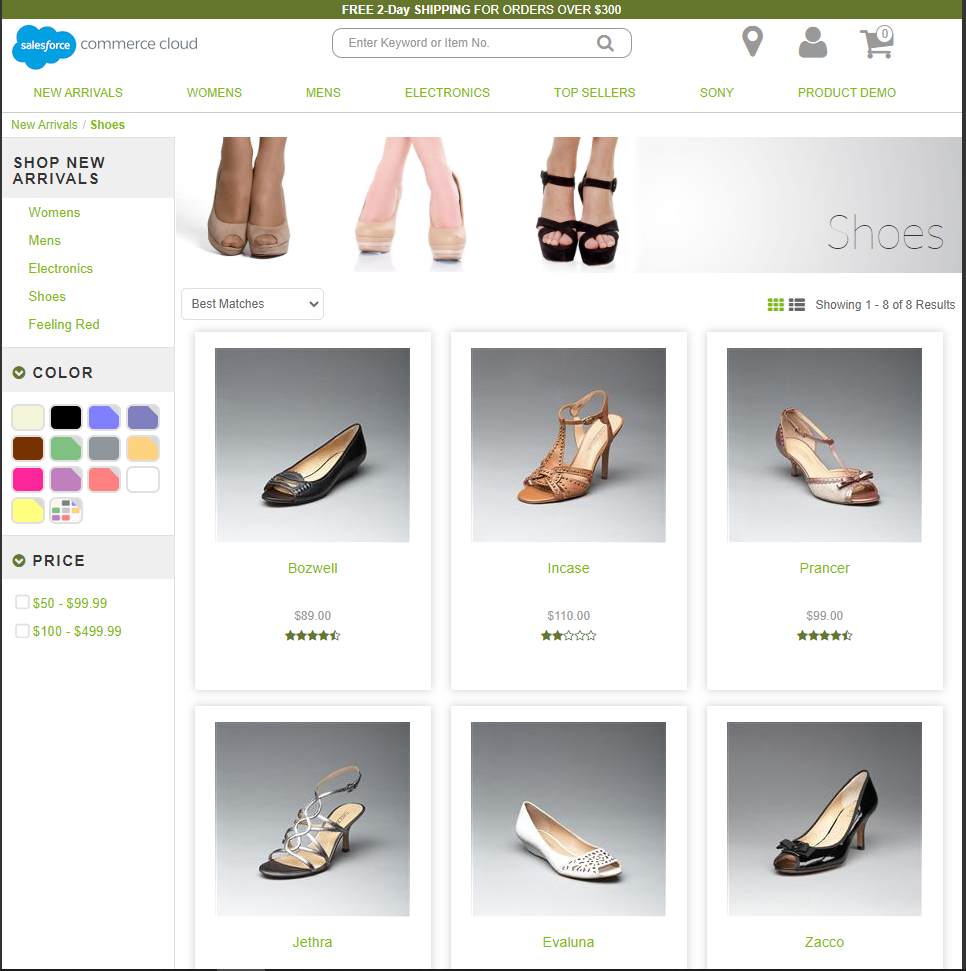 FREE 2-Day SHIPPING FOR ORDERS OVER $300
salesforce commerce cloud
Enter Keyword or Item No.
0
NEW ARRIVALS WOMENS MENS ELECTRONICS TOP SELLERS SONY PRODUCT DEMO
New Arrivals / Shoes
SHOP NEW
ARRIVALS
Womens
Mens
Electronics
Shoes
Feeling Red
COLOR
PRICE
$50 - $99.99
$100 - $499.99
Shoes
Best Matches
Showing 1 - 8 of 8 Results
Bozwell Incase Prancer
$89.00 $110.00 $99.00
Jethra Evaluna Zacco